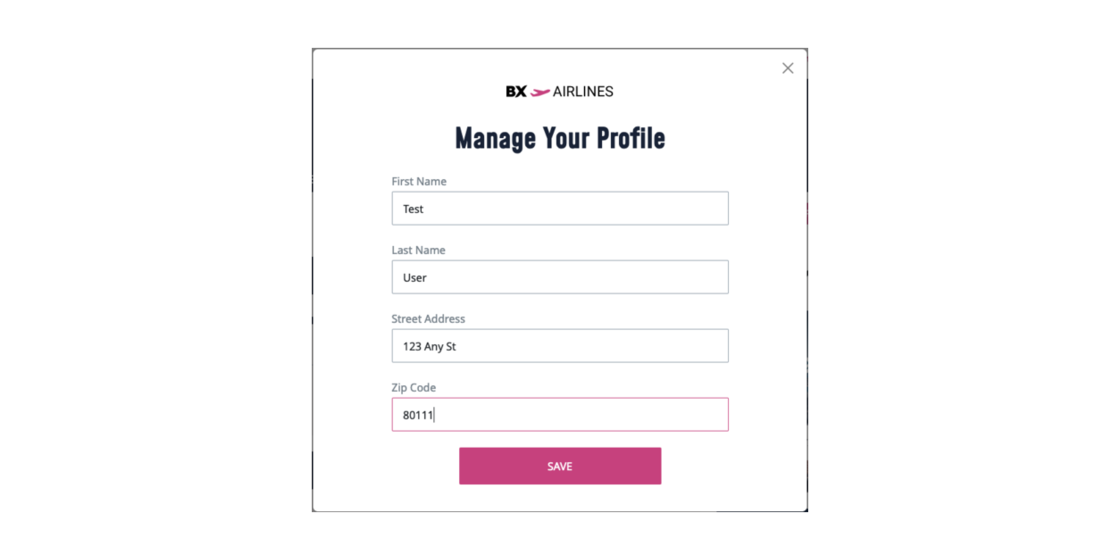 BX AIRLINES
Manage Your Profile
First Name
Test
Last Name
User
Street Address
123 Any St
Zip Code
80111
SAVE